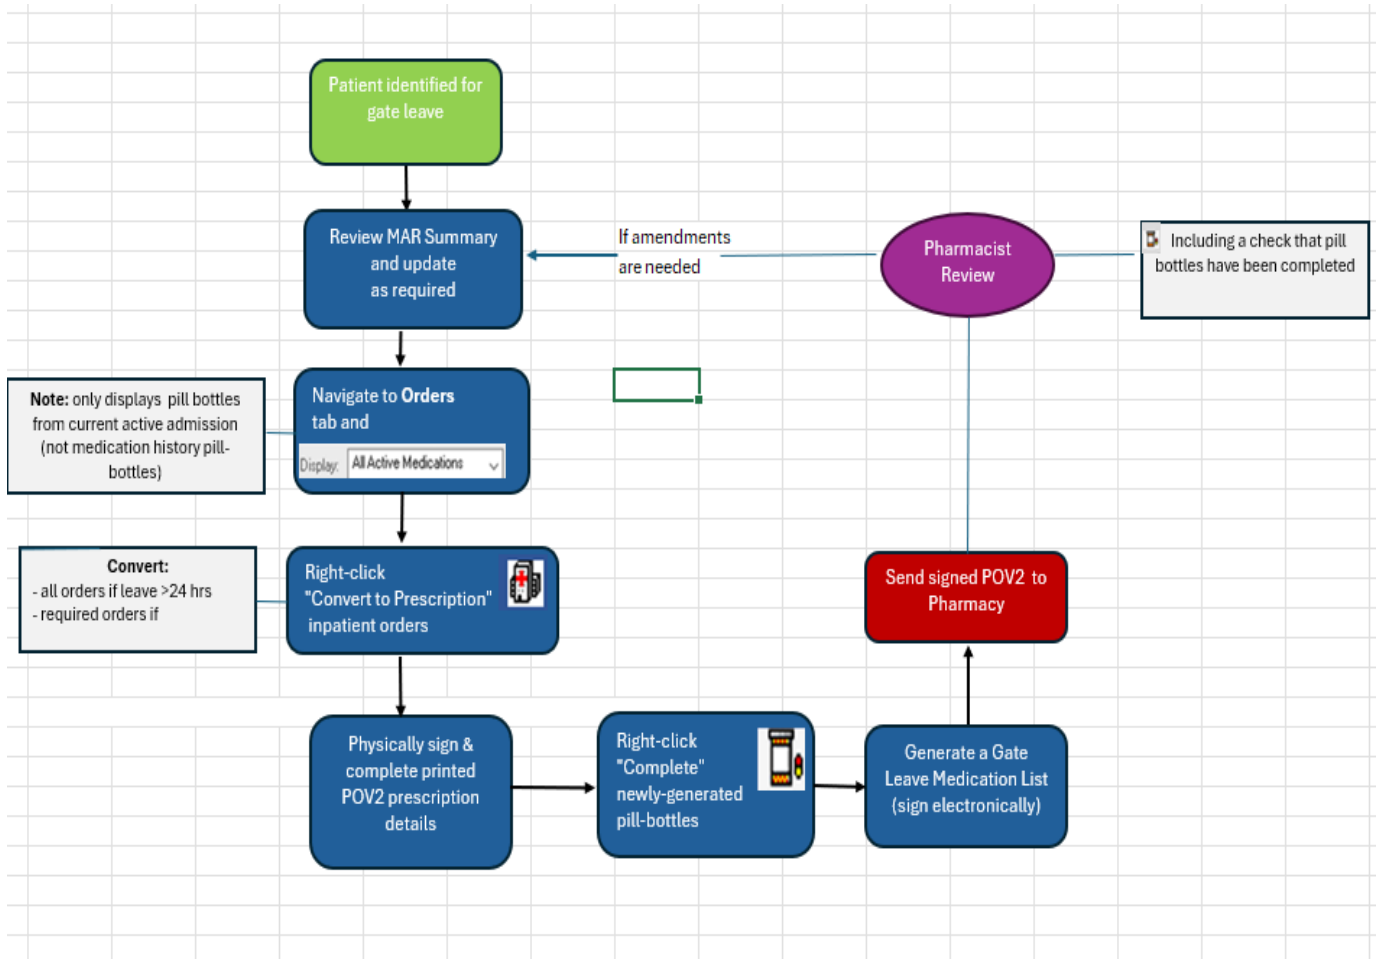 Patient identified for
gate leave
Review MAR Summary
and update
as required
If amendments
are needed
Pharmacist
Review
Including a check that pill
bottles have been completed
Note: only displays pill bottles
from current active admission
(not medication history pill-
bottles)
Navigate to Orders
tab and
Display: All Active Medications
Convert:
- all orders if leave >24 hrs
- required orders if
Right-click
"Convert to Prescription"
inpatient orders
Send signed POV2 to
Pharmacy
Physically sign &
complete printed
POV2 prescription
details
Right-click
"Complete"
newly-generated
pill-bottles
Generate a Gate
Leave Medication List
(sign electronically)